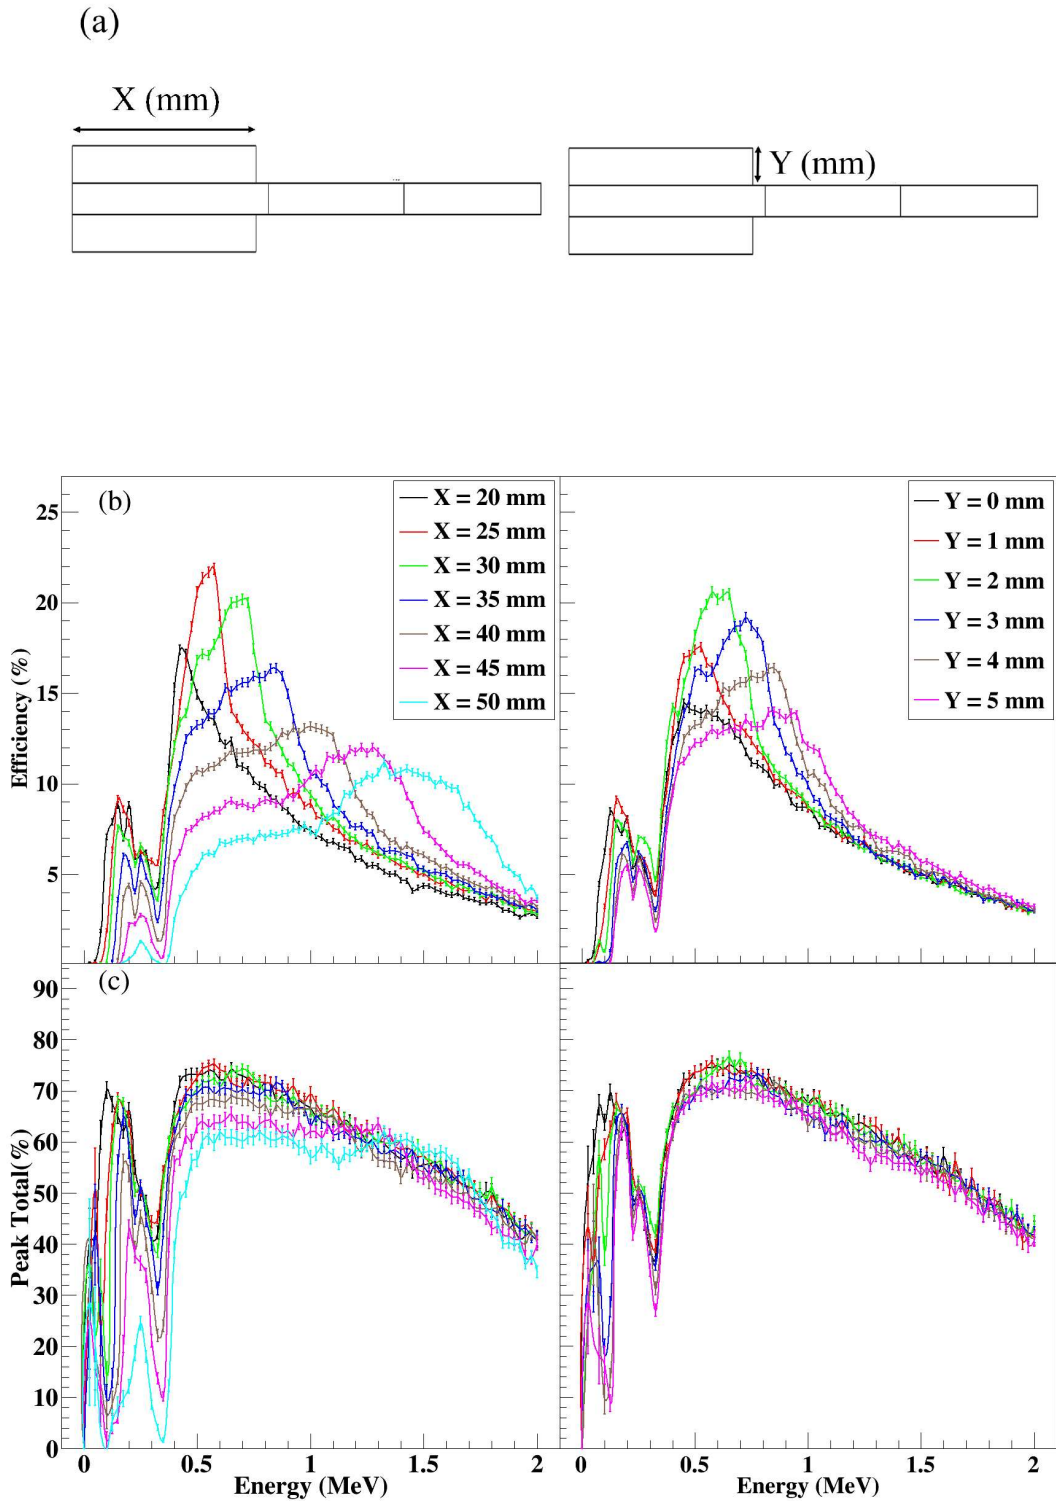 (a)
X (mm)
Y (mm)
(b)
X = 20 mm
X = 25 mm
X = 30 mm
X = 35 mm
X = 40 mm
X = 45 mm
X = 50 mm
Y = 0 mm
Y = 1 mm
Y = 2 mm
Y = 3 mm
Y = 4 mm
Y = 5 mm
Efficiency (%)
25
20
15
10
5
(c)
Peak Total(%)
90
80
70
60
50
40
30
20
10
0
0 0.5 1 1.5 2
Energy (MeV)
0 0.5 1 1.5 2
Energy (MeV)